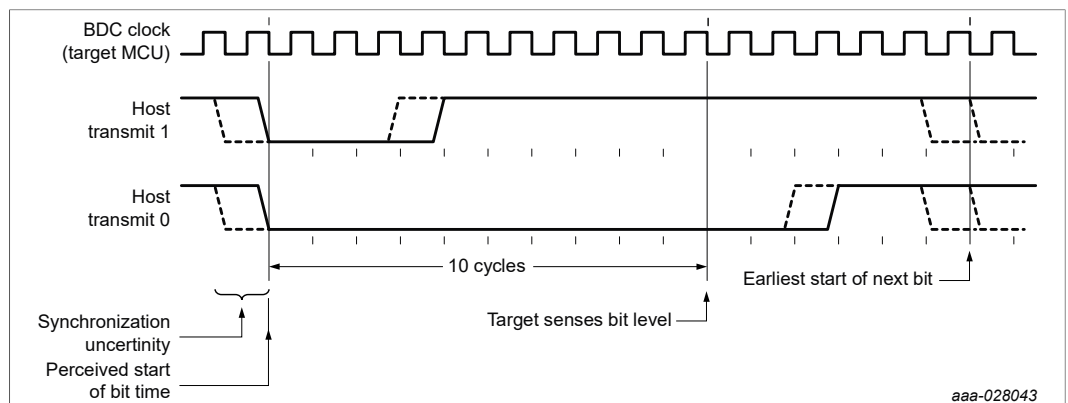 BDC clock
(target MCU)
Host
transmit 1
Host
transmit 0
10 cycles
Earliest start of next bit
Target senses bit level
Synchronization
uncertinity
Perceived start
of bit time
aaa-028043